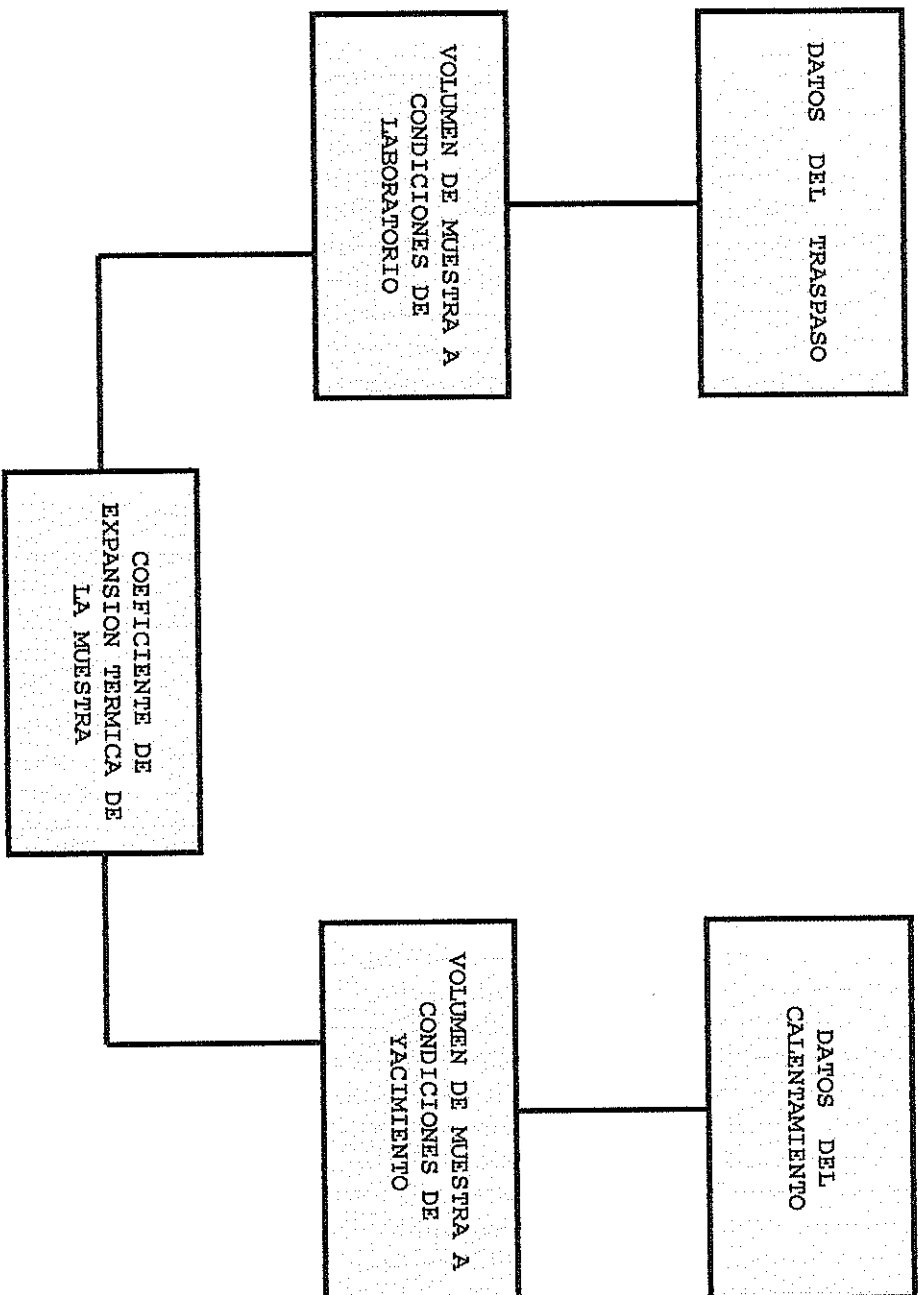 DATOS DEL TRASPASO
DATOS DEL
CALENTAMIENTO
VOLUMEN DE MUESTRA A
CONDICIONES DE
LABORATORIO
VOLUMEN DE MUESTRA A
CONDICIONES DE
YACIMIENTO
COEFICIENTE DE
EXPANSION TERMICA DE
LA MUESTRA